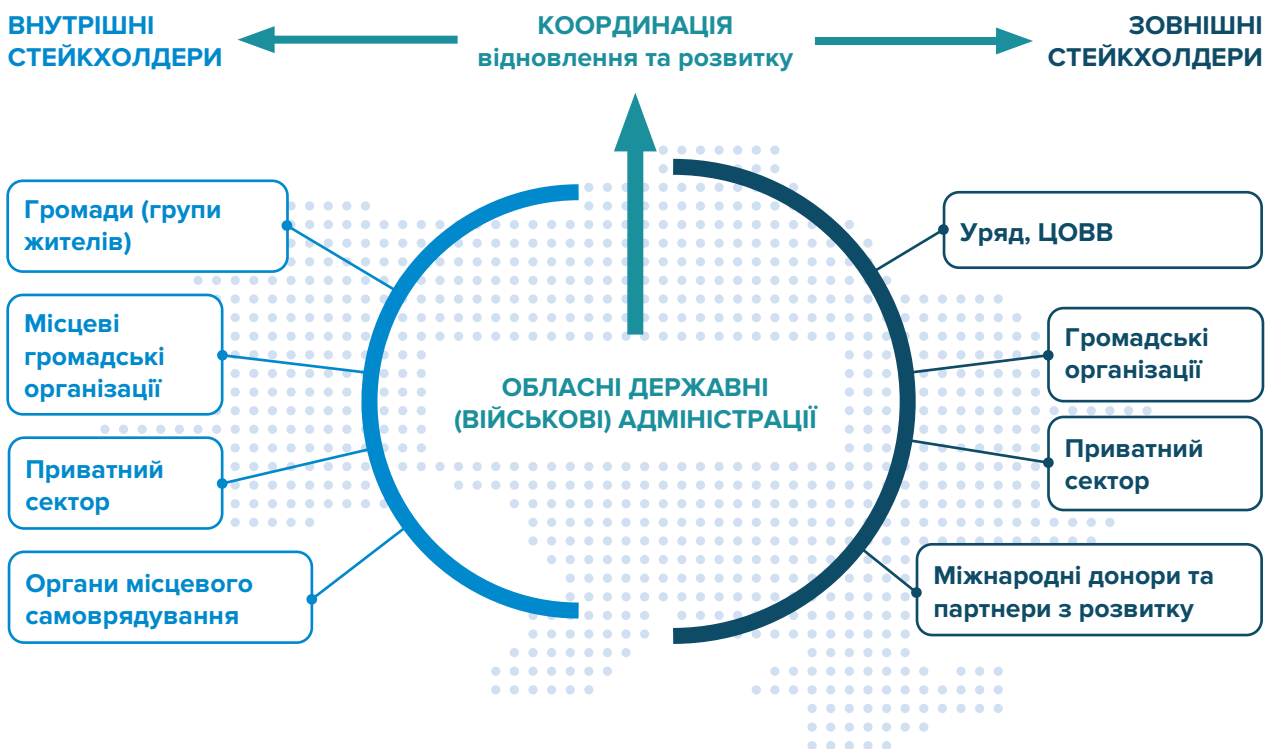 ВНУТРІШНІ
СТЕЙКХОЛДЕРИ
КООРДИНАЦІЯ
відновлення та розвитку
ЗОВНІШНІ
СТЕЙКХОЛДЕРИ
Громади (групи
жителів)
Місцеві
громадські
організації
Приватний
сектор
Органи місцевого
самоврядування
ОБЛАСНІ ДЕРЖАВНІ
(ВІЙСЬКОВІ) АДМІНІСТРАЦІЇ
Уряд, ЦОВВ
Громадські
організації
Приватний
сектор
Міжнародні донори та
партнери з розвитку